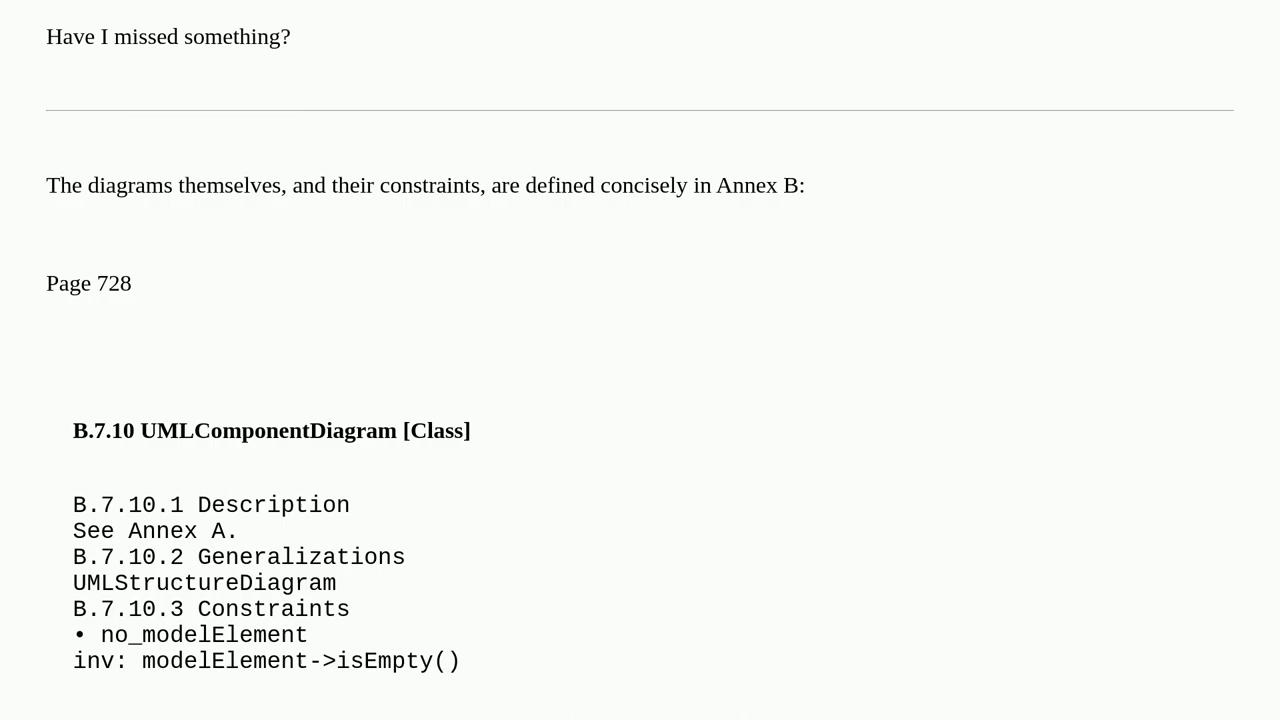 Have I missed something?
The diagrams themselves, and their constraints, are defined concisely in Annex B:
Page 728
B.7.10 UMLComponentDiagram [Class]
B.7.10.1 Description
See Annex A.
B.7.10.2 Generalizations
UMLStructureDiagram
B.7.10.3 Constraints
• no_modelElement
inv: modelElement->isEmpty()